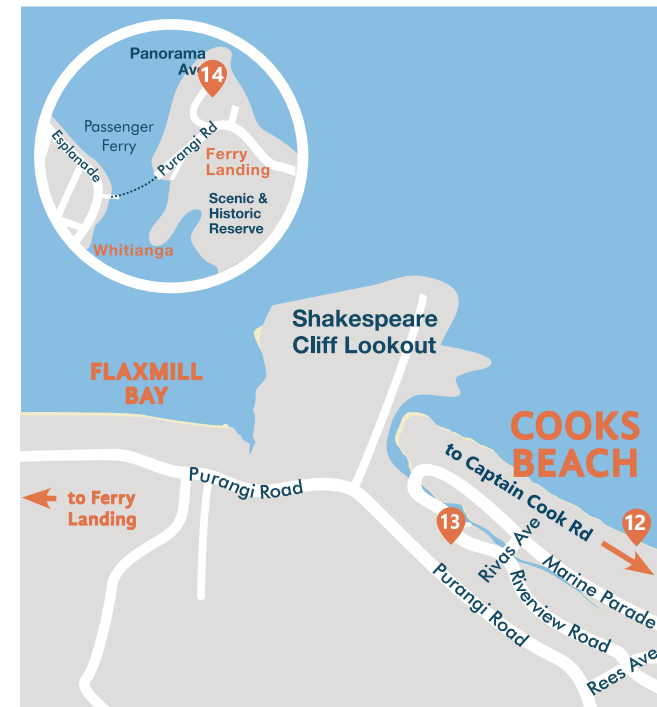 Panorama
Ave
14
Passenger
Ferry
Esplanade
Purangi Rd
Ferry
Landing
Scenic &
Historic
Reserve
Whitianga
Shakespeare
Cliff Lookout
FLAXMILL
BAY
COOKS
BEACH
to Captain Cook Rd
Purangi Road
to Ferry
Landing
13
12
Rivas Ave
Marine Parade
Riverview Road
Purangi Road
Rees Ave